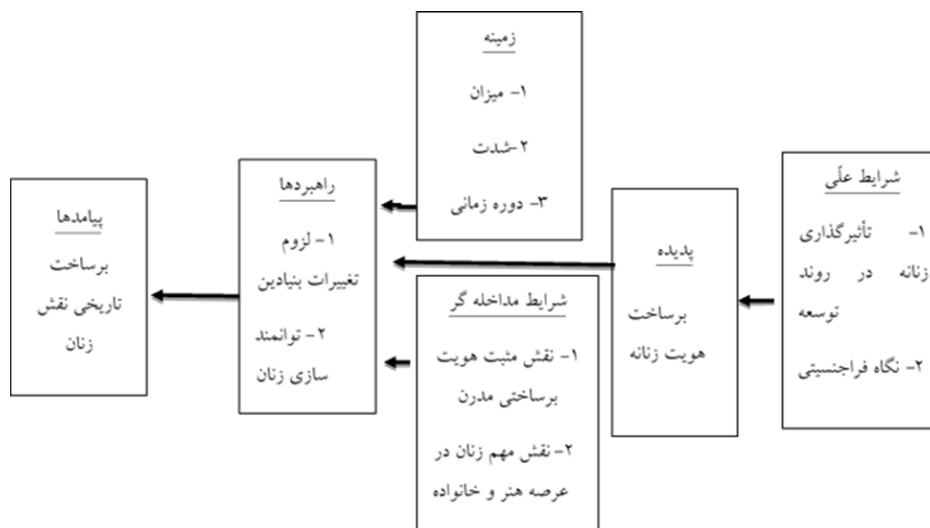 زمینه
۱- میزان
۲-شدت
۳- دوره زمانی
شرایط علّی
۱- تأثیرگذاری
زنانه در روند
توسعه
۲- نگاه فراجنسیتی
پدیده
برساخت
هویت زنانه
شرایط مداخله گر
۱- نقش مثبت هویت
برساختی مدرن
۲- نقش مهم زنان در
عرصه هنر و خانواده
راهبردها
۱- لزوم
تغییرات بنیادین
۲- توانمند
سازی زنان
پیامدها
برساخت
تاریخی نقش
زنان